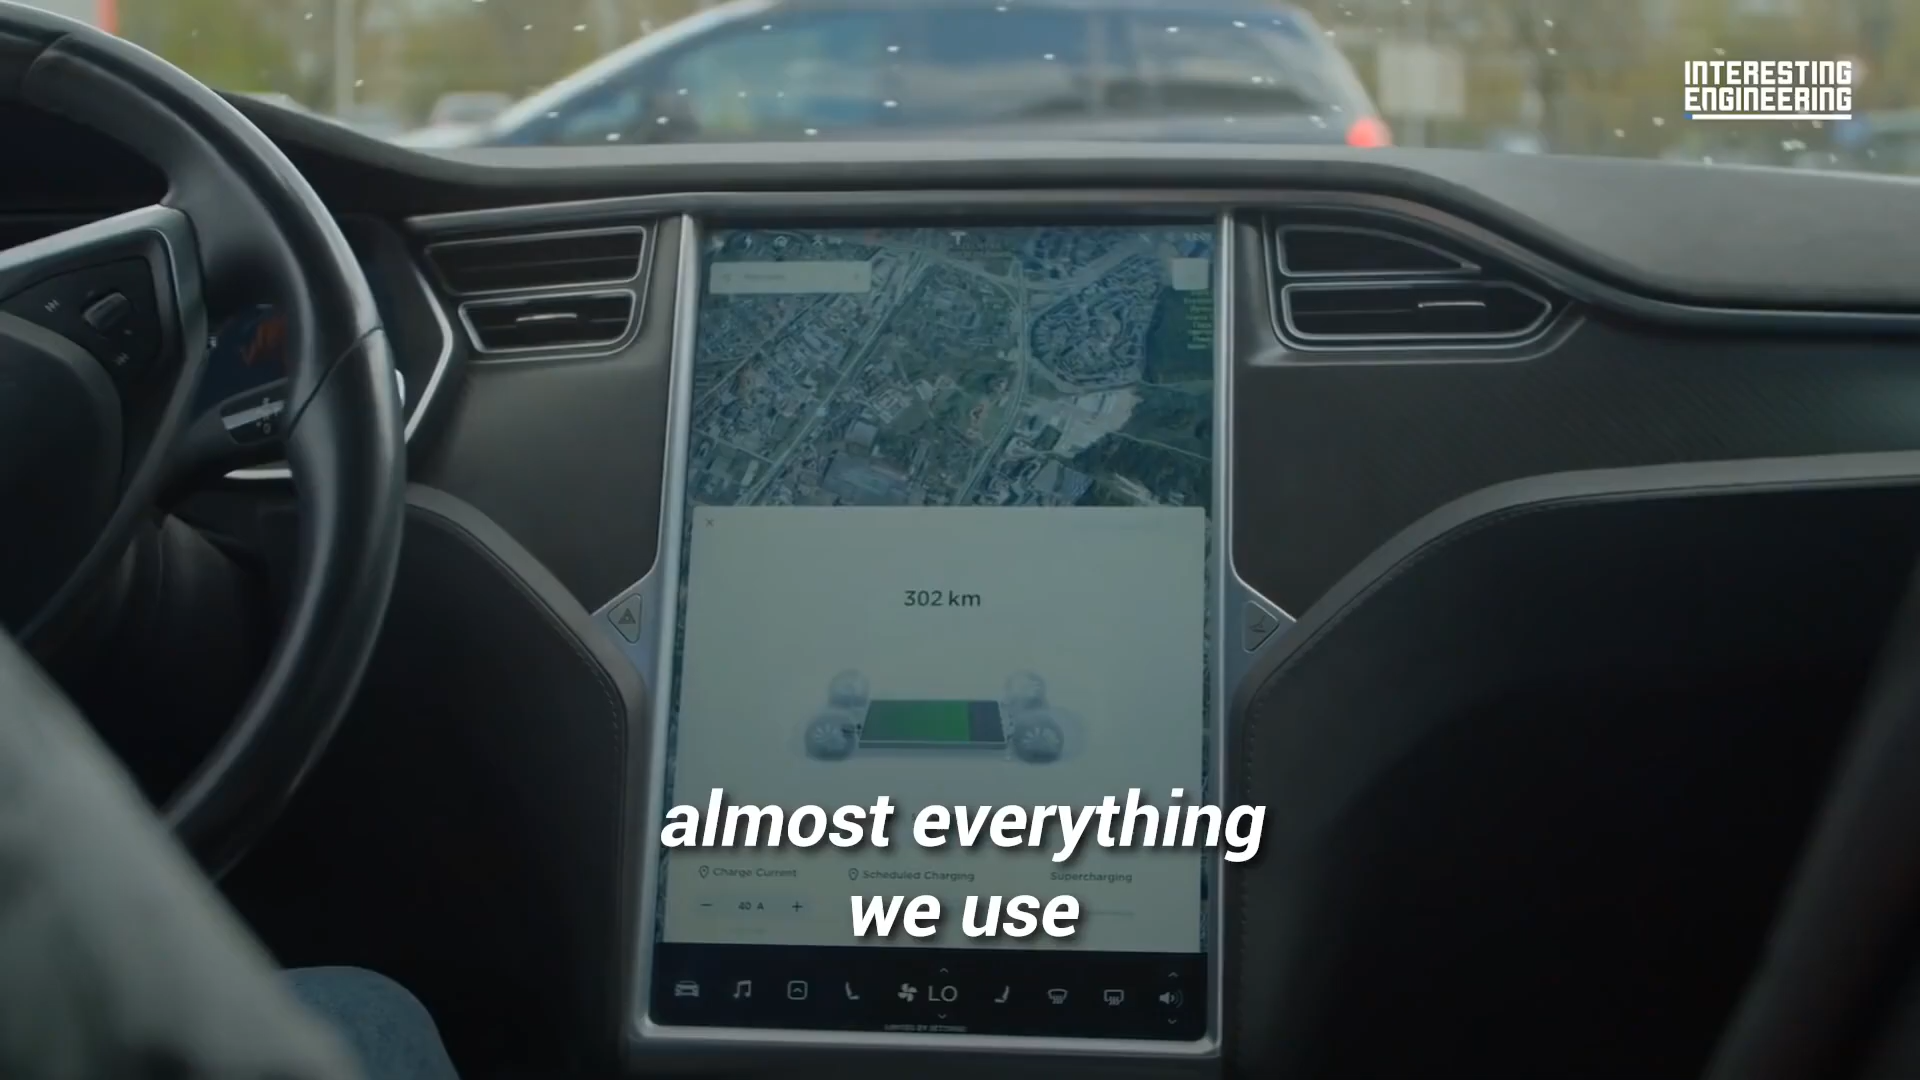 INTERESTING
ENGINEERING
302 km
almost everything
Charge Current
Scheduled Charging
Supercharging
40 A
we use
LO